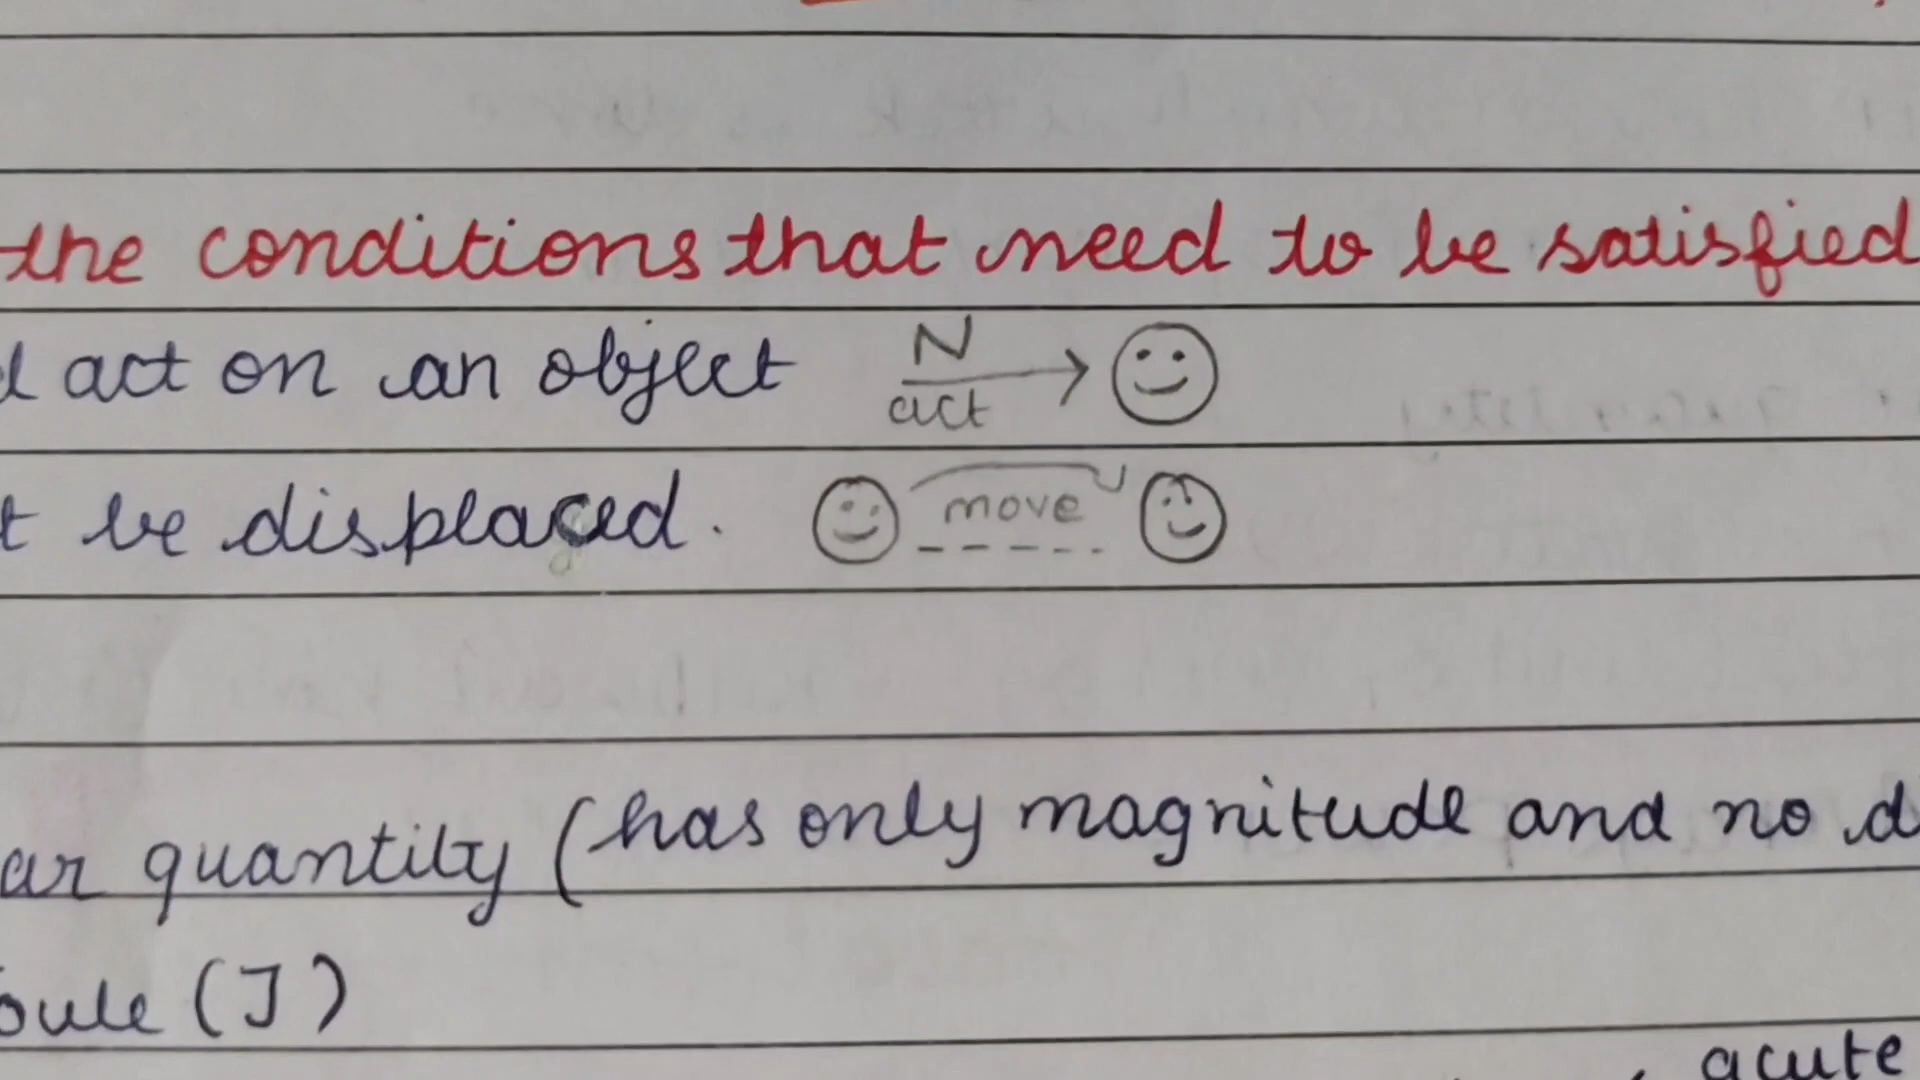 the conditions that need to be satisfied
act on an object N act
be displaced. move
quantity (has only magnitude and no d
oule (J)
acute